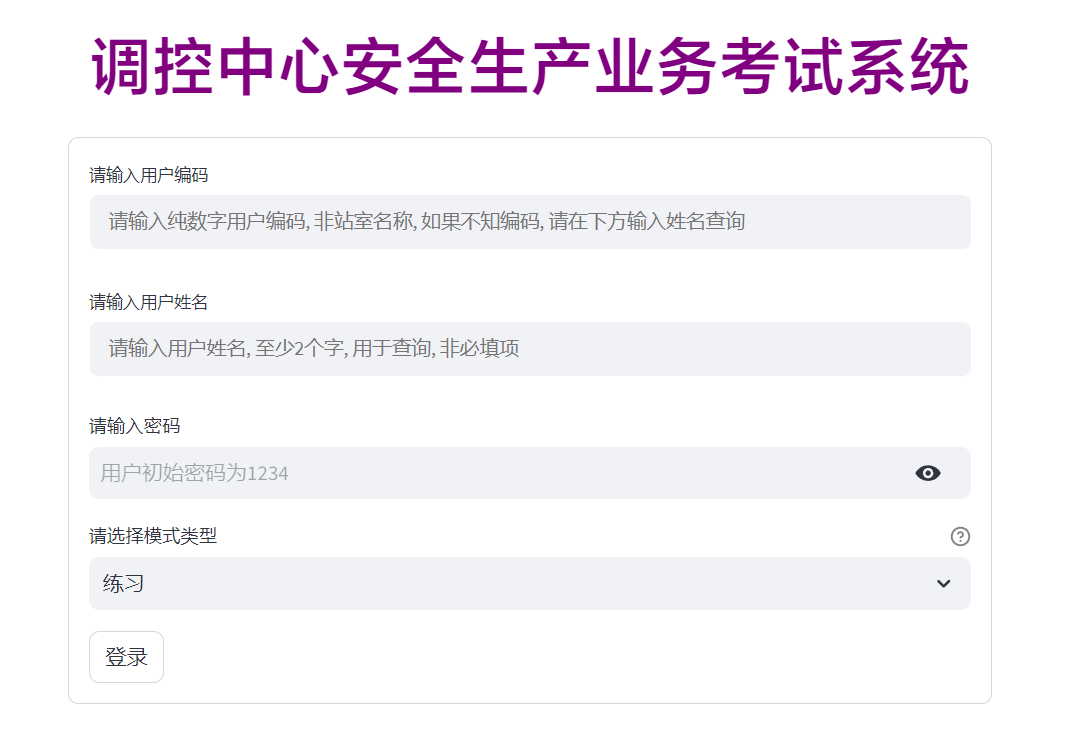 调控中心安全生产业务考试系统
请输入用户编码
请输入纯数字用户编码, 非站室名称, 如果不知编码, 请在下方输入姓名查询
请输入用户姓名
请输入用户姓名, 至少2个字, 用于查询, 非必填项
请输入密码
用户初始密码为1234
请选择模式类型
练习
登录